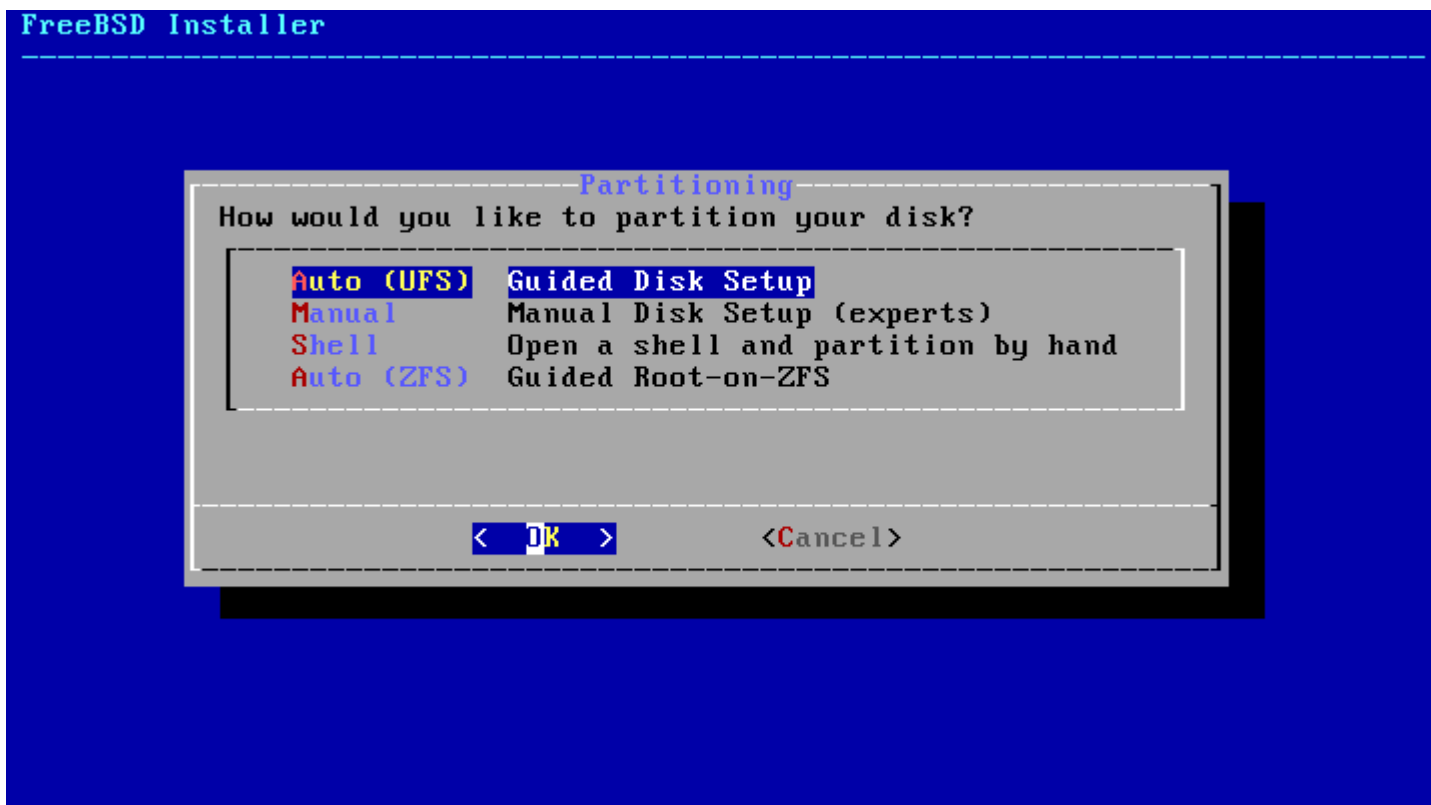 FreeBSD Installer
Partitioning
How would you like to partition your disk?
Auto (UFS) Guided Disk Setup
Manual Manual Disk Setup (experts)
Shell Open a shell and partition by hand
Auto (ZFS) Guided Root-on-ZFS
< OK > <Cancel>